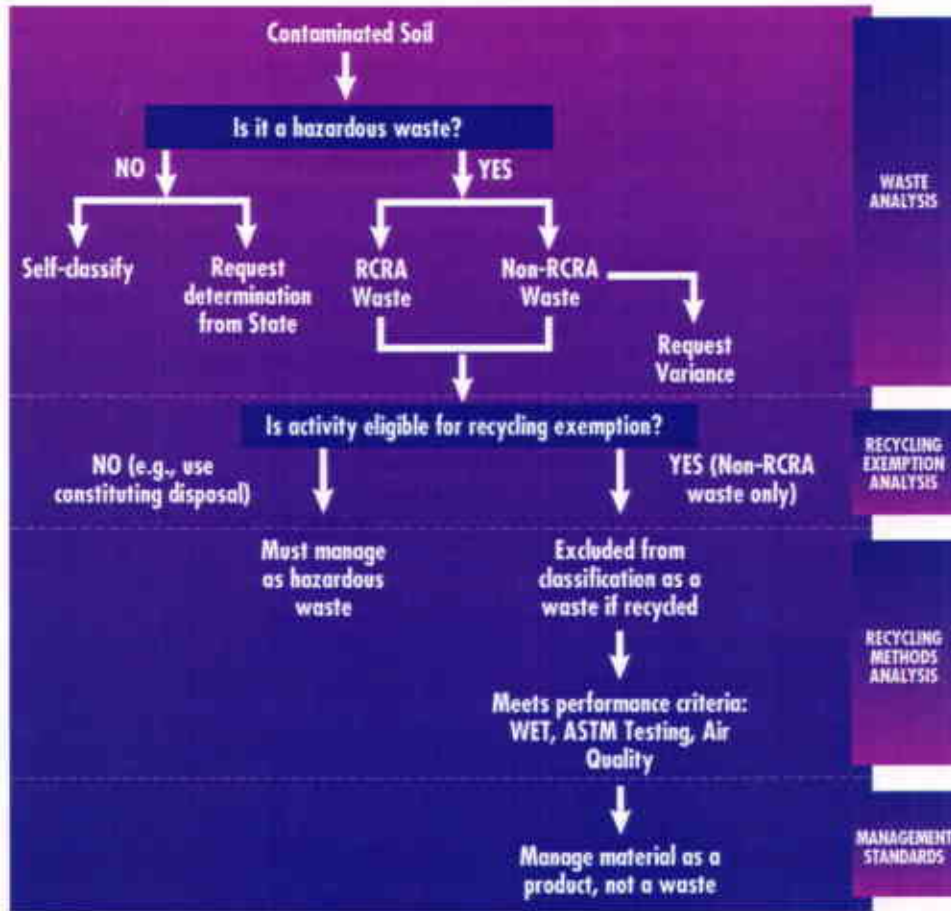 Contaminated Soil
Is it a hazardous waste?
NO
YES
WASTE
ANALYSIS
Self-classify
Request
determination
from State
RCRA
Waste
Non-RCRA
Waste
Request
Variance
Is activity eligible for recycling exemption?
NO (e.g., use
constituting disposal)
YES (Non-RCRA
waste only)
RECYCLING
EXEMPTION
ANALYSIS
Must manage
as hazardous
waste
Excluded from
classification as a
waste if recycled
RECYCLING
METHODS
ANALYSIS
Meets performance criteria:
WET, ASTM Testing, Air
Quality
Manage material as a
product, not a waste
MANAGEMENT
STANDARDS